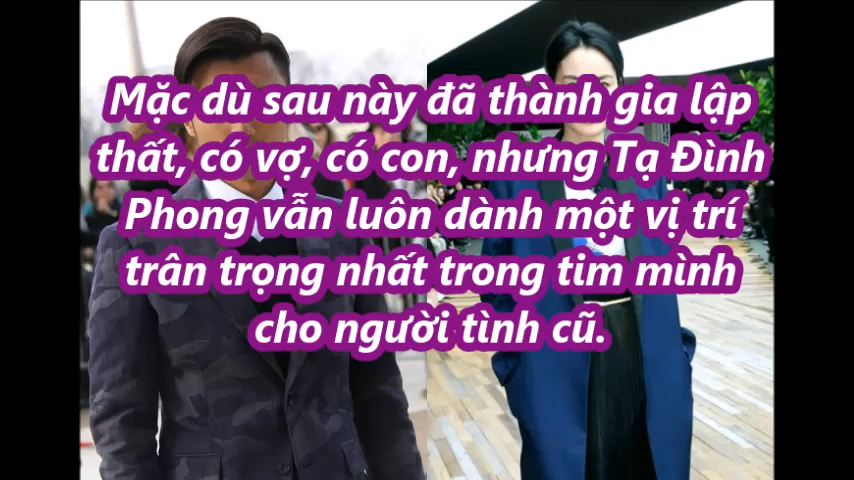 Mặc dù sau này đã thành gia lập
thất, có vợ, có con, nhưng Tạ Đình
Phong vẫn luôn dành một vị trí
trân trọng nhất trong tim mình
cho người tình cũ.